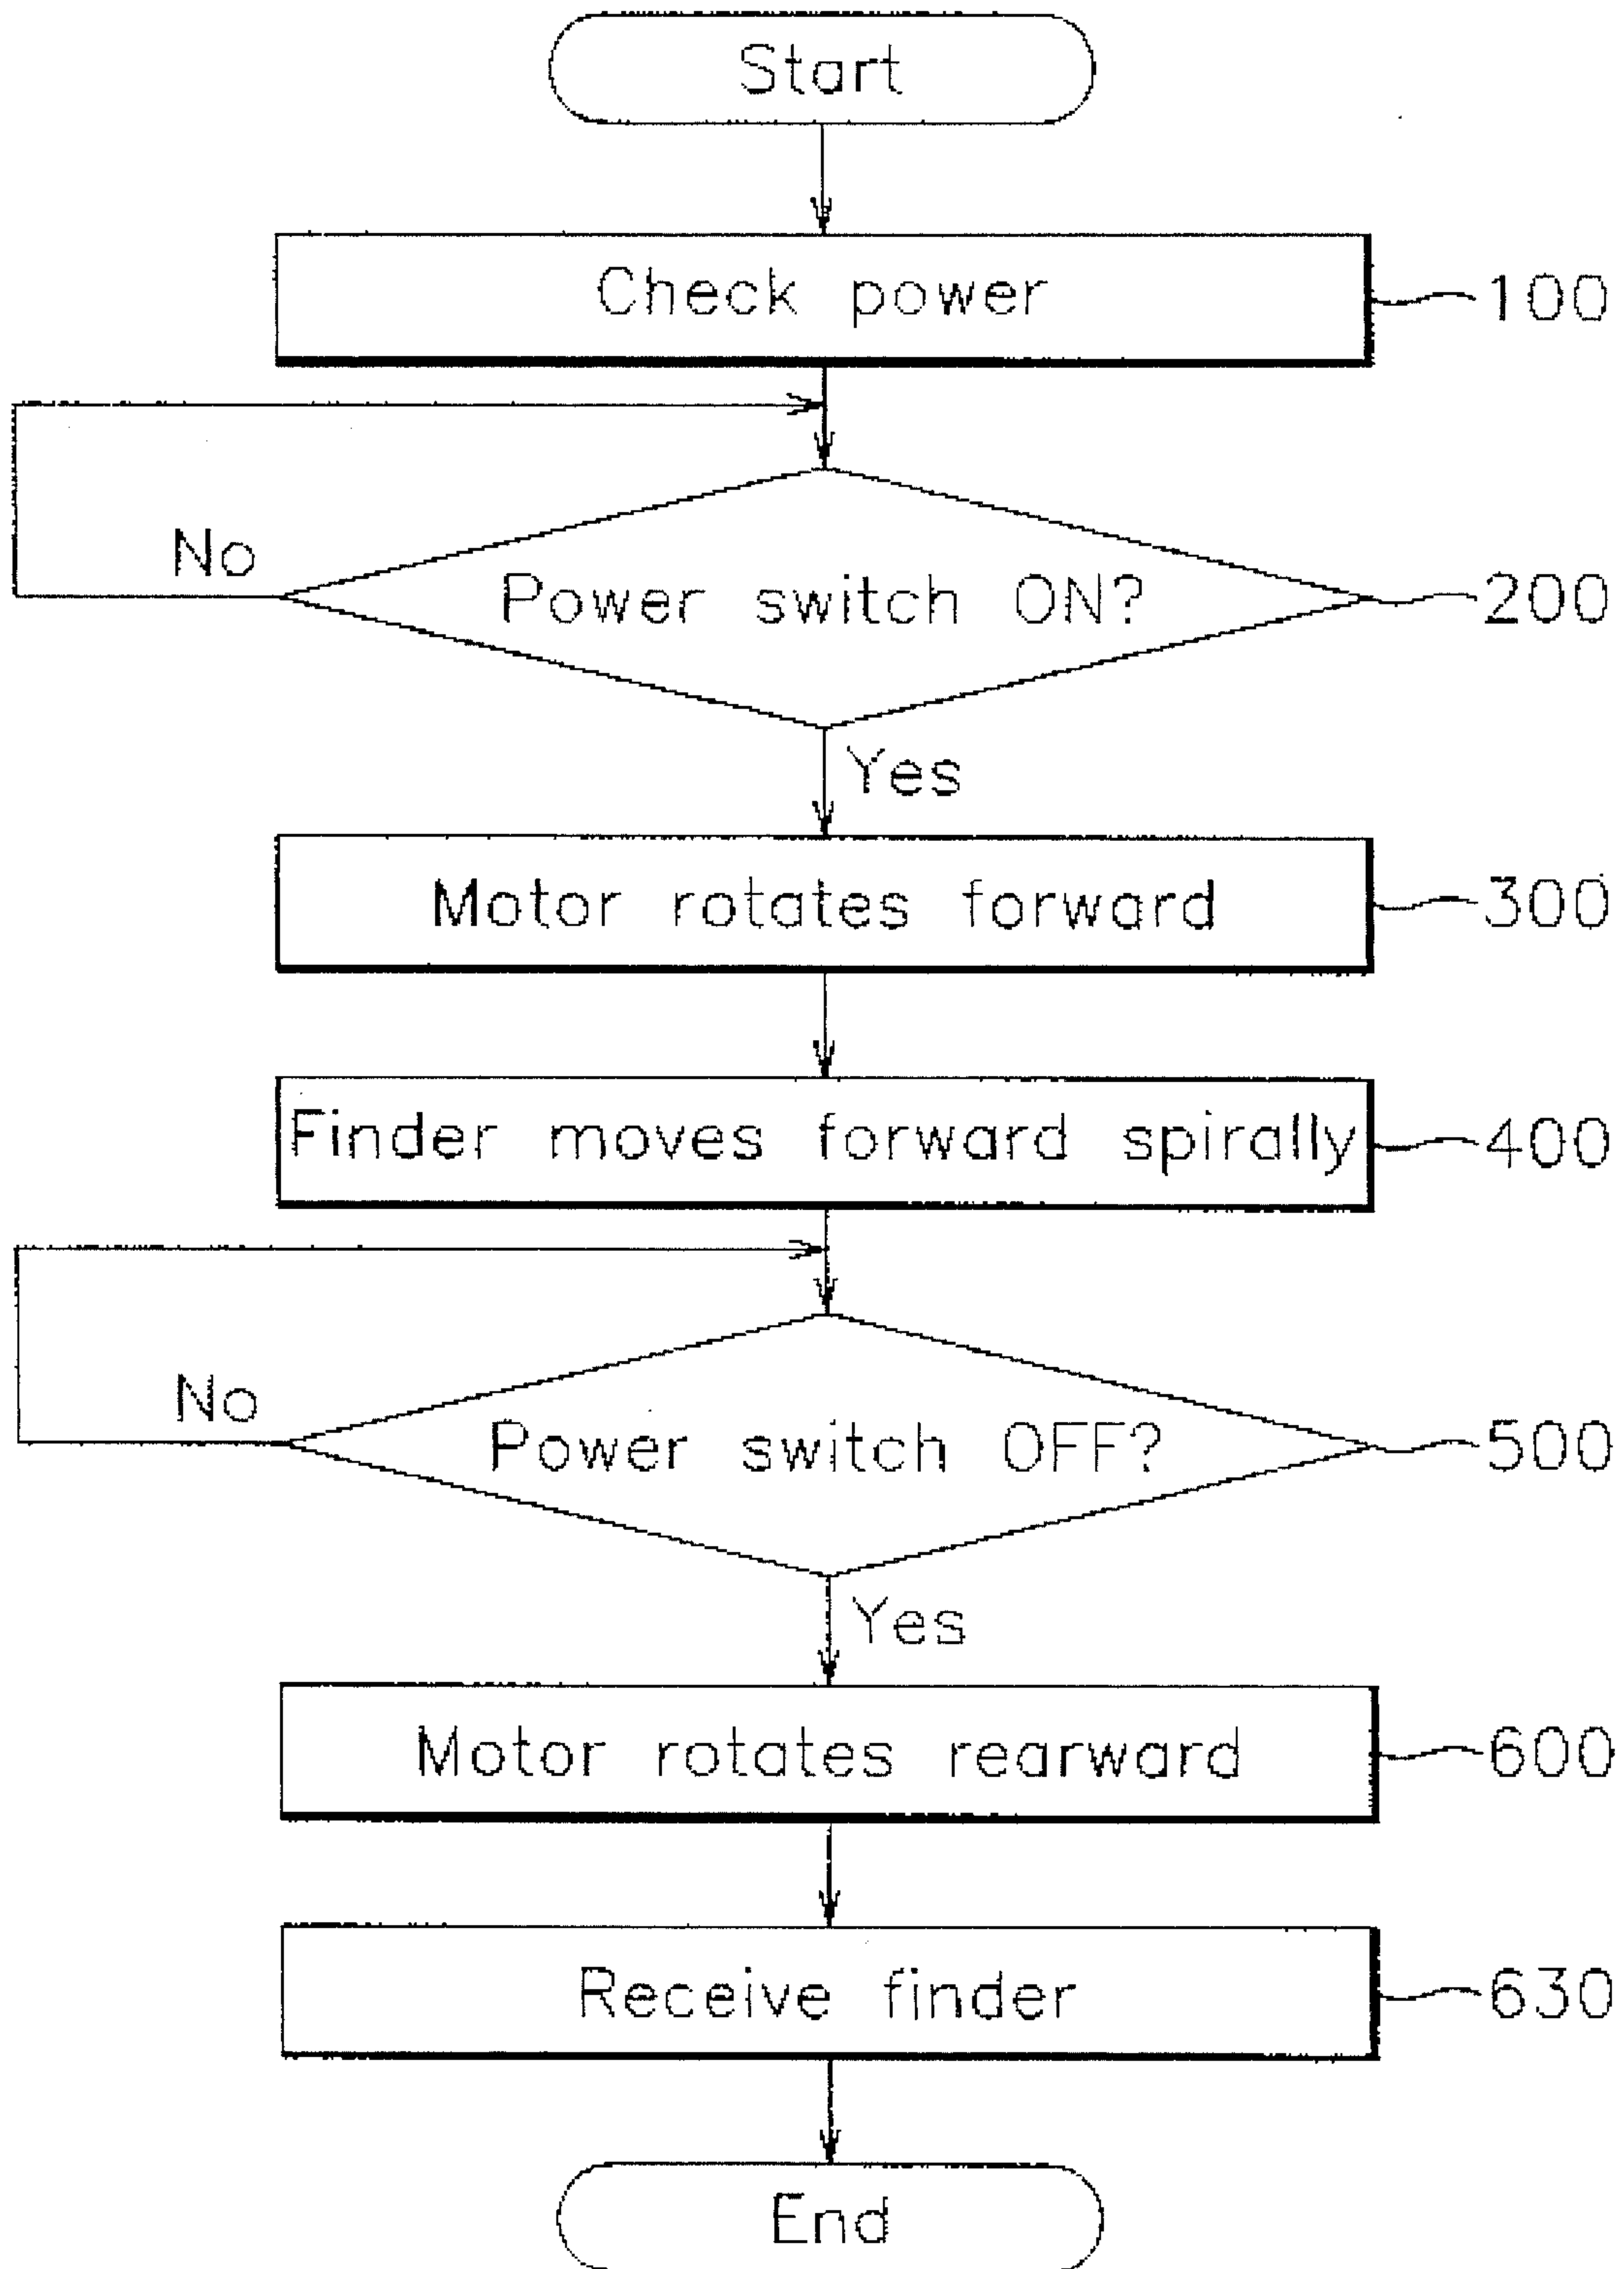 Start
Check power
100
No
Power switch ON?
200
Yes
Motor rotates forward
300
Finder moves forward spirally
400
No
Power switch OFF?
500
Yes
Motor rotates rearward
600
Receive finder
630
End